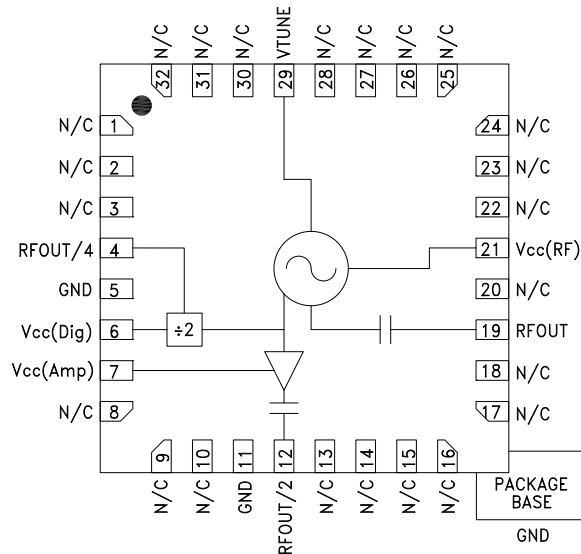 N/C
N/C
N/C
VTUNE
N/C
N/C
N/C
N/C
32
31
30
29
28
27
26
25
N/C 1
N/C 2
N/C 3
RFOUT/4 4
GND 5
Vcc(Dig) 6
Vcc(Amp) 7
N/C 8
÷2
24 N/C
23 N/C
22 N/C
21 Vcc(RF)
20 N/C
19 RFOUT
18 N/C
17 N/C
9
10
11
12
13
14
15
16
N/C
N/C
GND
RFOUT/2
N/C
N/C
N/C
N/C
PACKAGE
BASE
GND